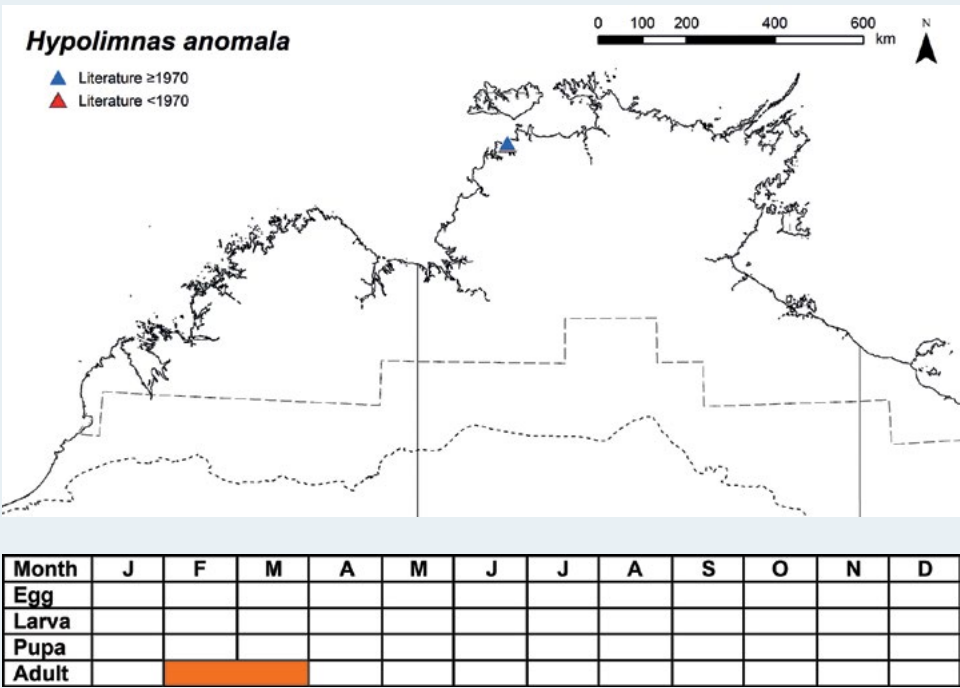 Hypolimnas anomala
Literature ≥1970
Literature <1970
0 100 200 400 600
km
N
Month J F M A M J J A S O N D
Egg
Larva
Pupa
Adult